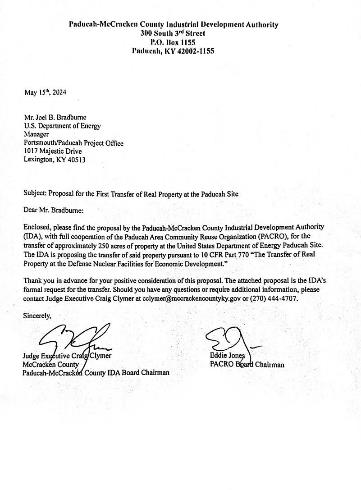 Paducah-McCracken County Industrial Development Authority
300 South 3rd Street
P.O. Box 1155
Paducah, KY 42002-1155
May 15th, 2024
Mr. Joel B. Bradburne
U.S. Department of Energy
Manager
Portsmouth/Paducah Project Office
1017 Majestic Drive
Lexington, KY 40513
Subject: Proposal for the First Transfer of Real Property at the Paducah Site
Dear Mr. Bradburne:
Enclosed, please find the proposal by the Paducah-McCracken County Industrial Development Authority
(IDA), with full cooperation of the Paducah Area Community Reuse Organization (PACRO), for the
transfer of approximately 250 acres of property at the United States Department of Energy Paducah Site.
The IDA is proposing the transfer of said property pursuant to 10 CFR Part 770 “The Transfer of Real
Property at the Defense Nuclear Facilities for Economic Development.”
Thank you in advance for your positive consideration of this proposal. The attached proposal is the IDA's
formal request for the transfer. Should you have any questions or require additional information, please
contact Judge Executive Craig Clymer at cclymer@mccrackencountyky.gov or (270) 444-4707.
Sincerely,
Judge Executive Craig Clymer
McCracken County
Paducah-McCracken County IDA Board Chairman
Eddie Jones
PACRO Board Chairman